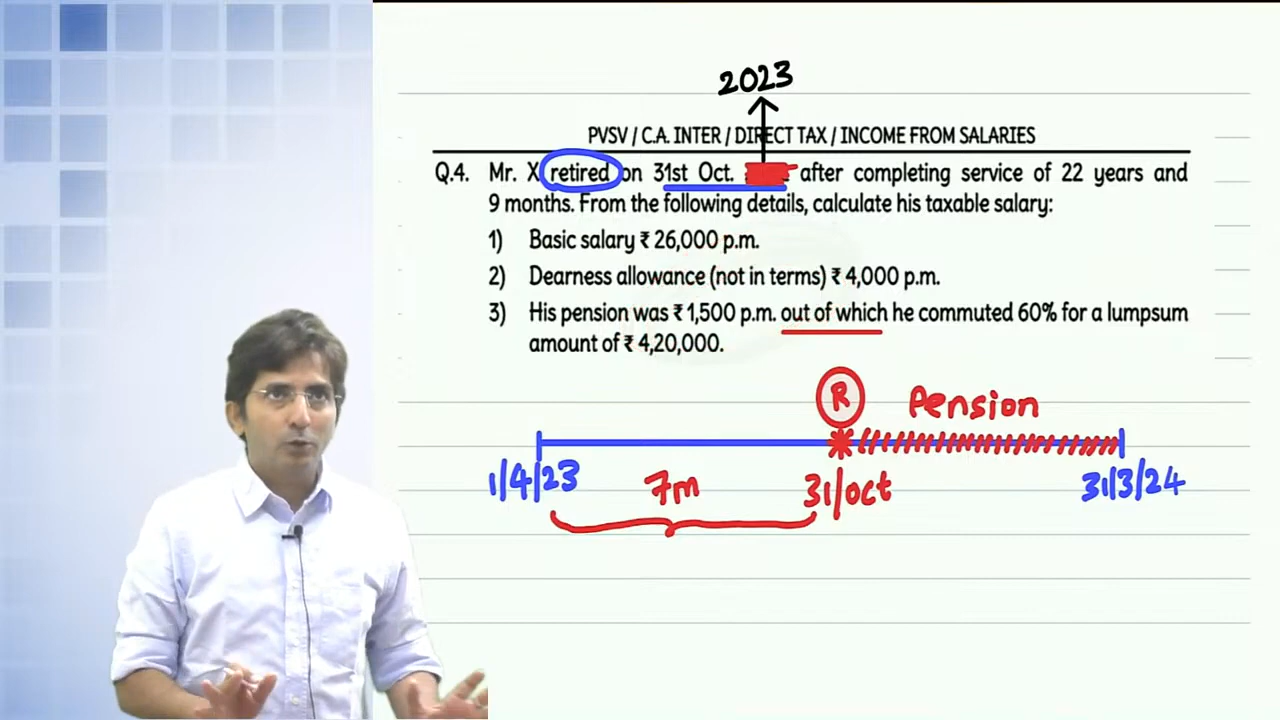 2023
PVSV / C.A. INTER / DIRECT TAX / INCOME FROM SALARIES
Q.4. Mr. X retired on 31st Oct. after completing service of 22 years and
9 months. From the following details, calculate his taxable salary:
1) Basic salary ₹ 26,000 p.m.
2) Dearness allowance (not in terms) ₹ 4,000 p.m.
3) His pension was ₹ 1,500 p.m. out of which he commuted 60% for a lumpsum
amount of ₹ 4,20,000.
R Pension
1/4/23 7m 31/oct 31/3/24